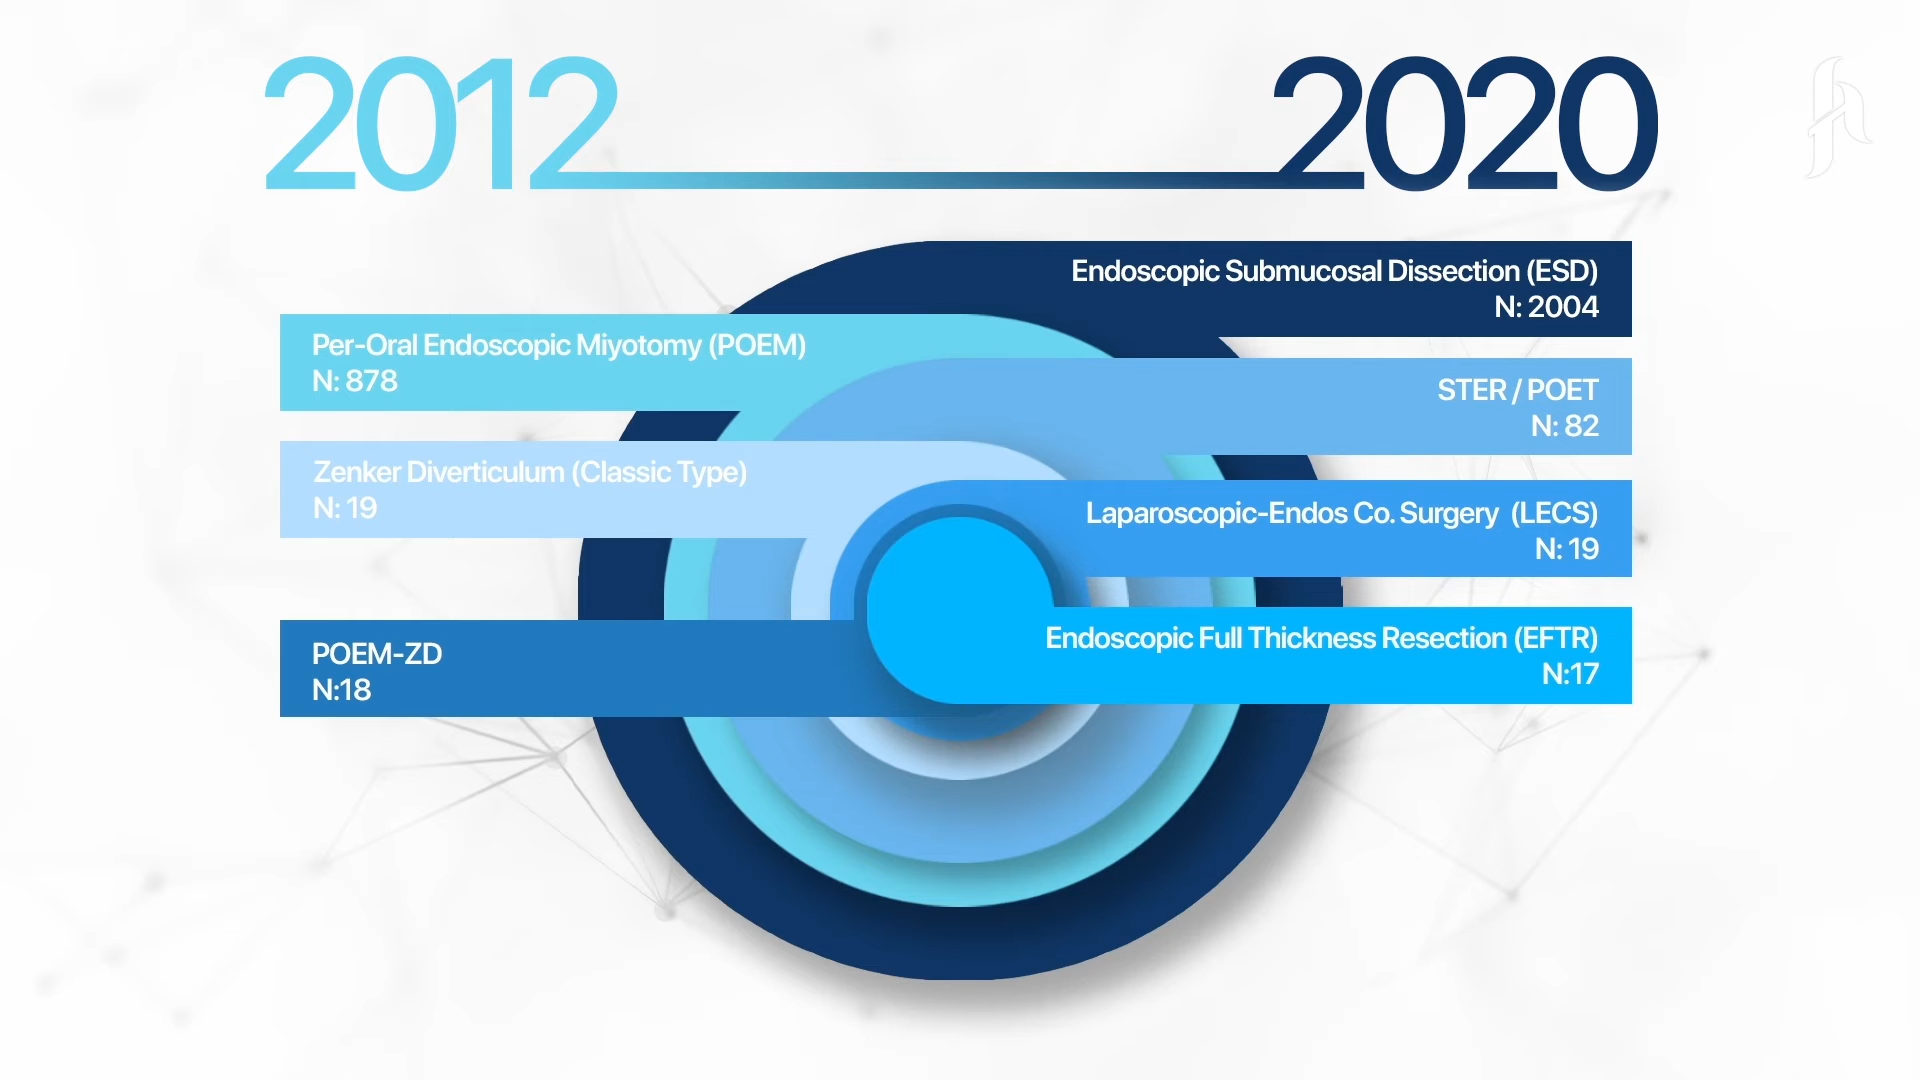 2012
2020
Endoscopic Submucosal Dissection (ESD)
N: 2004
Per-Oral Endoscopic Miyotomy (POEM)
N: 878
STER / POET
N: 82
Zenker Diverticulum (Classic Type)
N: 19
Laparoscopic-Endos Co. Surgery (LECS)
N: 19
POEM-ZD
N:18
Endoscopic Full Thickness Resection (EFTR)
N:17